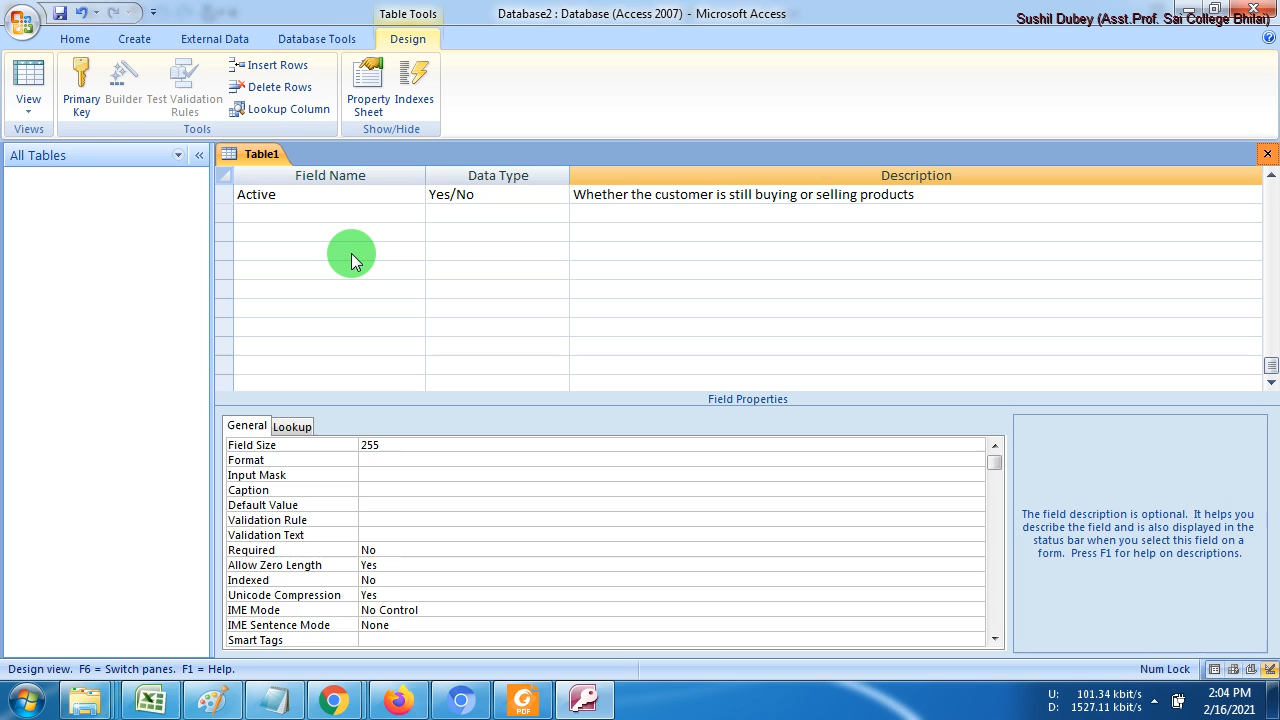 Table Tools
Database2 : Database (Access 2007) - Microsoft Access
Sushil Dubey (Asst.Prof. Sai College Bhilai)
Home
Create
External Data
Database Tools
Design
View
Primary Key
Builder
Test Validation Rules
Insert Rows
Delete Rows
Lookup Column
Property Sheet
Indexes
Views
Tools
Show/Hide
All Tables
Table1
Field Name
Data Type
Description
Active
Yes/No
Whether the customer is still buying or selling products
Field Properties
General
Lookup
Field Size 255
Format
Input Mask
Caption
Default Value
Validation Rule
Validation Text
Required No
Allow Zero Length Yes
Indexed No
Unicode Compression Yes
IME Mode No Control
IME Sentence Mode None
Smart Tags
The field description is optional. It helps you
describe the field and is also displayed in the
status bar when you select this field on a
form. Press F1 for help on descriptions.
Design view. F6 = Switch panes. F1 = Help.
Num Lock
PDF
U: 101.34 kbit/s
D: 1527.11 kbit/s
2:04 PM
2/16/2021